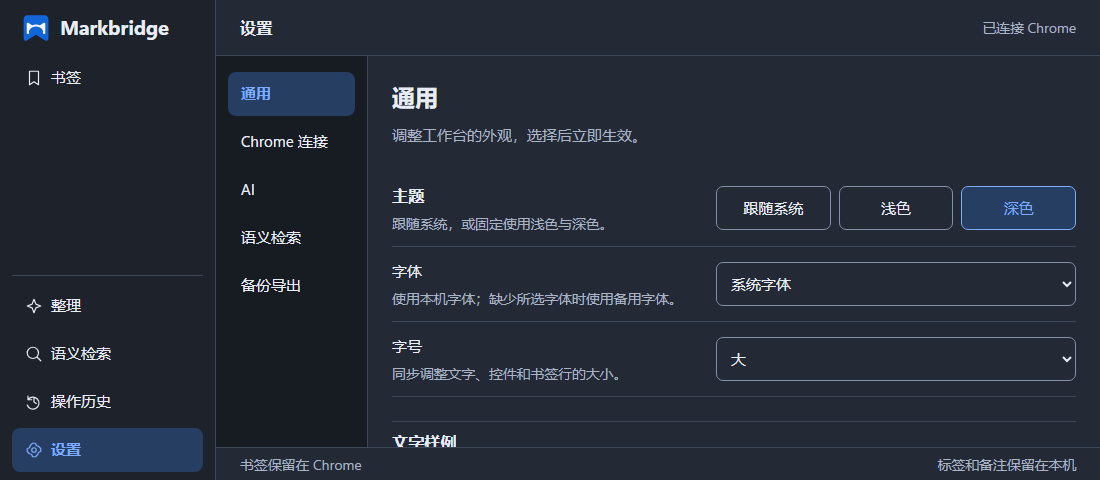 Markbridge
书签
整理
语义检索
操作历史
设置
设置
已连接 Chrome
通用
Chrome 连接
AI
语义检索
备份导出
通用
调整工作台的外观，选择后立即生效。
主题
跟随系统，或固定使用浅色与深色。
跟随系统
浅色
深色
字体
使用本机字体；缺少所选字体时使用备用字体。
系统字体
字号
同步调整文字、控件和书签行的大小。
大
文字样例
书签保留在 Chrome
标签和备注保留在本机